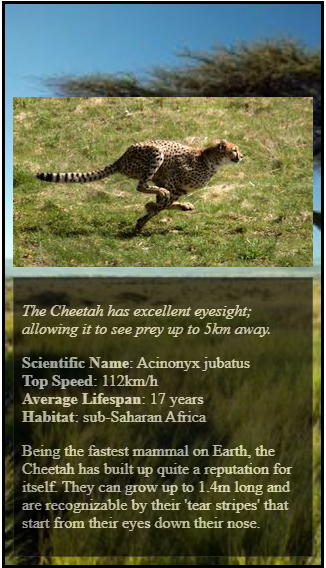 The Cheetah has excellent eyesight;
allowing it to see prey up to 5km away.
Scientific Name: Acinonyx jubatus
Top Speed: 112km/h
Average Lifespan: 17 years
Habitat: sub-Saharan Africa
Being the fastest mammal on Earth, the
Cheetah has built up quite a reputation for
itself. They can grow up to 1.4m long and
are recognizable by their 'tear stripes' that
start from their eyes down their nose.